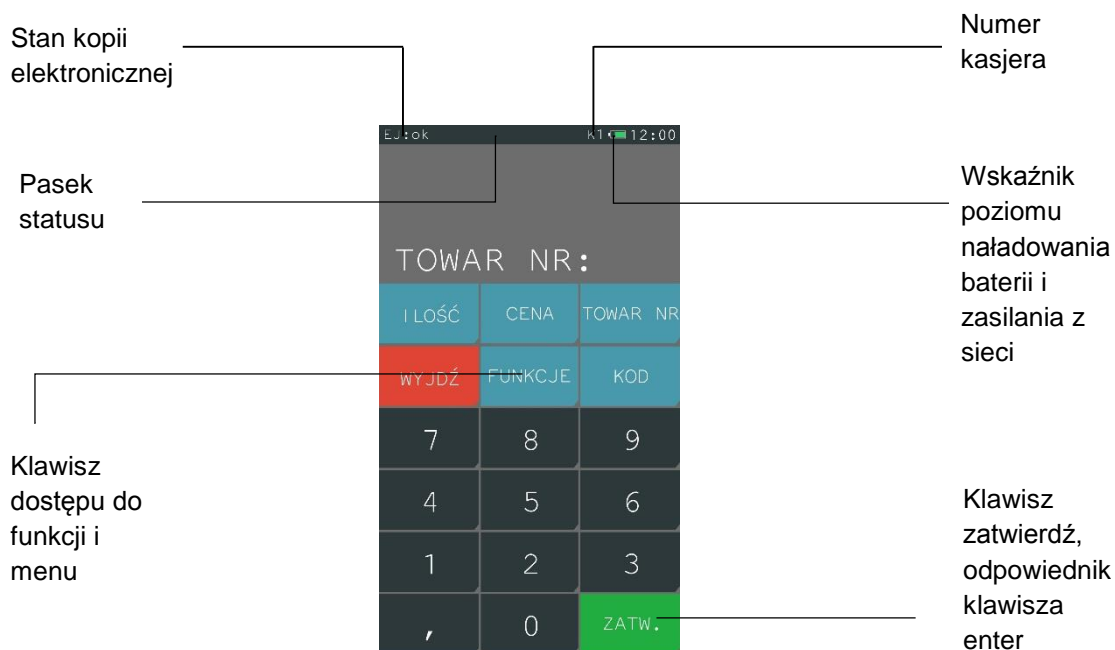 Stan kopii
elektronicznej
Numer
kasjera
EJ:ok
K1 12:00
Pasek
statusu
Wskaźnik
poziomu
naładowania
baterii i
zasilania z
sieci
TOWAR NR:
ILOŚĆ CENA TOWAR NR
WYJDŹ FUNKCJE KOD
7 8 9
4 5 6
1 2 3
, 0 ZATW.
Klawisz
dostępu do
funkcji i
menu
Klawisz
zatwierdź,
odpowiednik
klawisza
enter